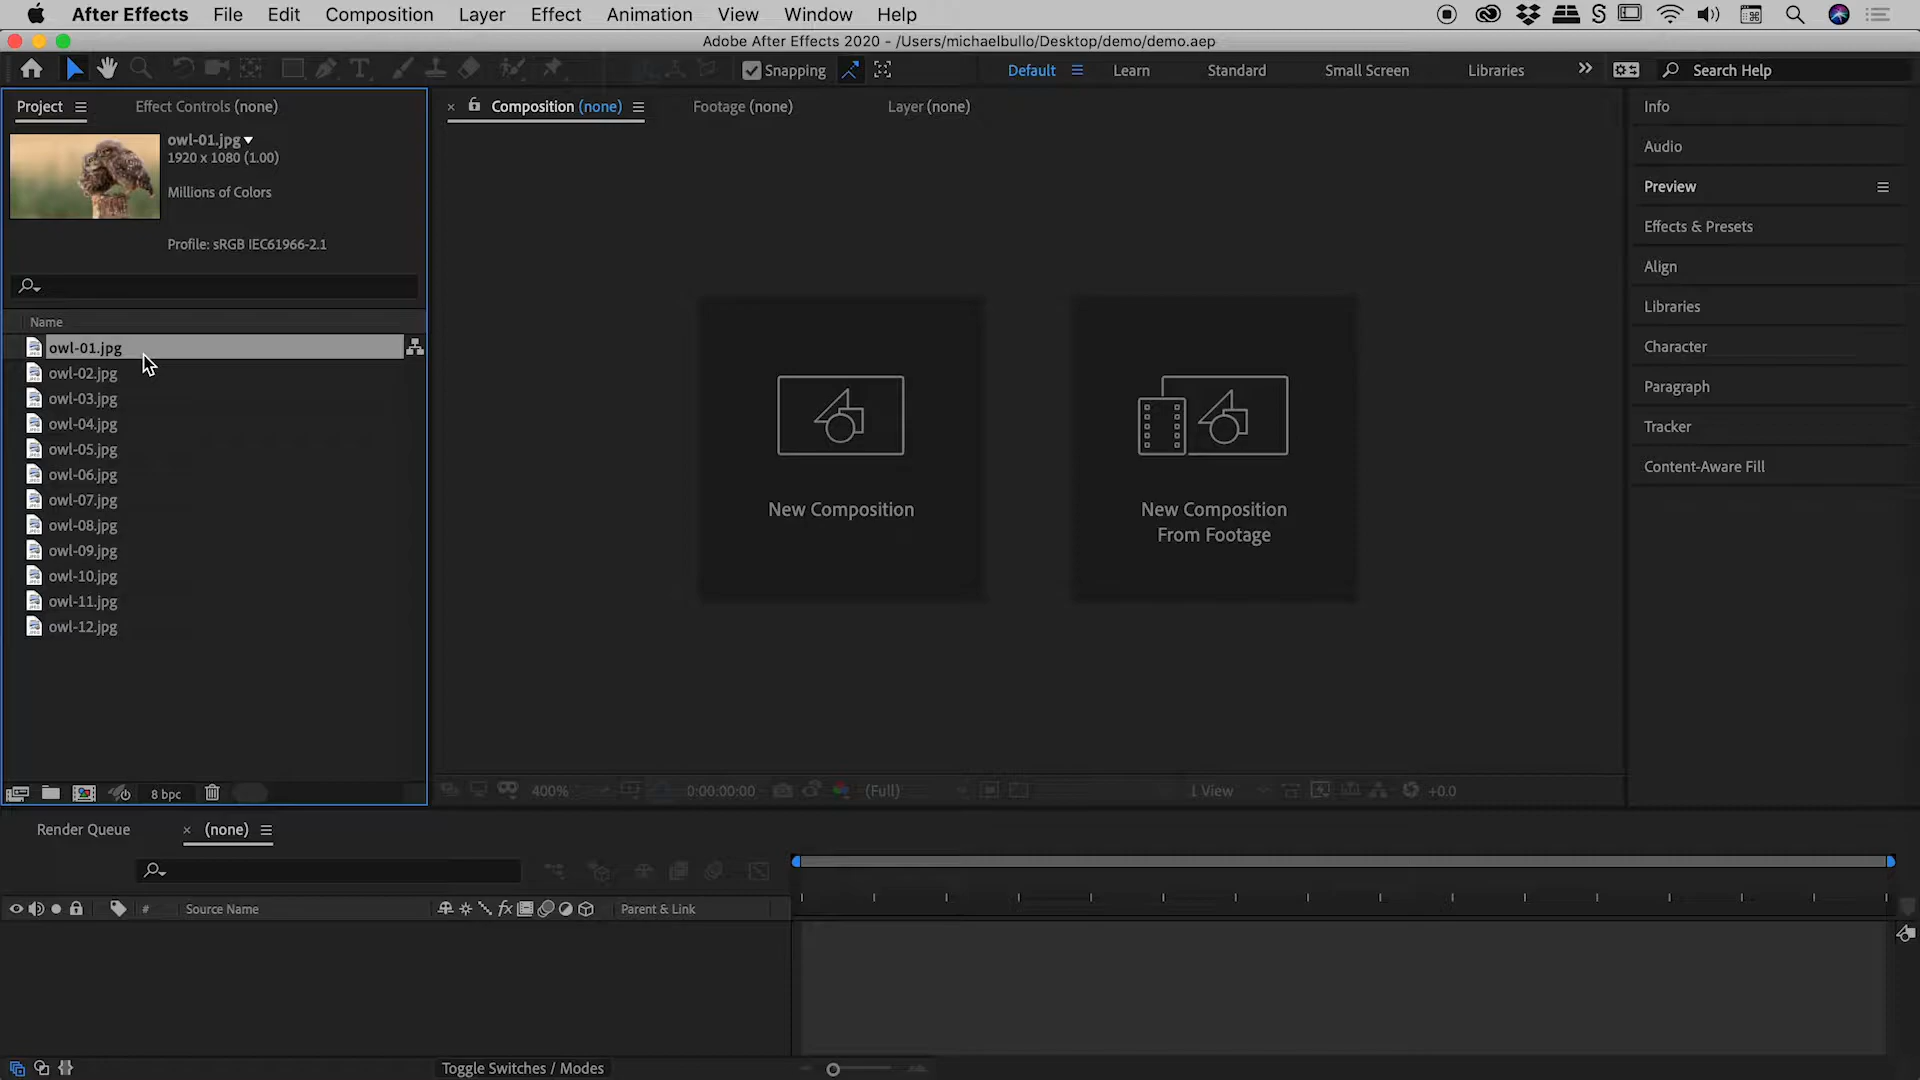 After Effects File Edit Composition Layer Effect Animation View Window Help
Adobe After Effects 2020 - /Users/michaelbullo/Desktop/demo/demo.aep
Snapping Default Learn Standard Small Screen Libraries Search Help
Project Effect Controls (none)
Composition (none) Footage (none) Layer (none)
owl-01.jpg
1920 x 1080 (1.00)
Millions of Colors
Profile: sRGB IEC61966-2.1
Name
owl-01.jpg
owl-02.jpg
owl-03.jpg
owl-04.jpg
owl-05.jpg
owl-06.jpg
owl-07.jpg
owl-08.jpg
owl-09.jpg
owl-10.jpg
owl-11.jpg
owl-12.jpg
8 bpc
New Composition
New Composition
From Footage
400% 0:00:00:00 (Full) 1 View +0.0
Info
Audio
Preview
Effects & Presets
Align
Libraries
Character
Paragraph
Tracker
Content-Aware Fill
Render Queue (none)
# Source Name fx Parent & Link
Toggle Switches / Modes